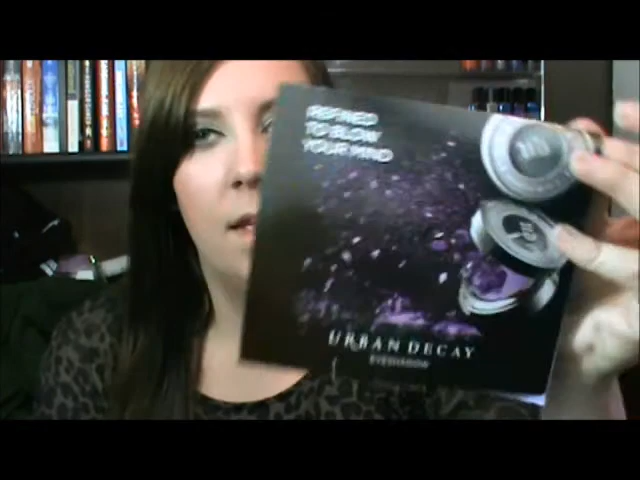 REFINED
TO BLOW
YOUR MIND
URBAN DECAY
EYESHADOW